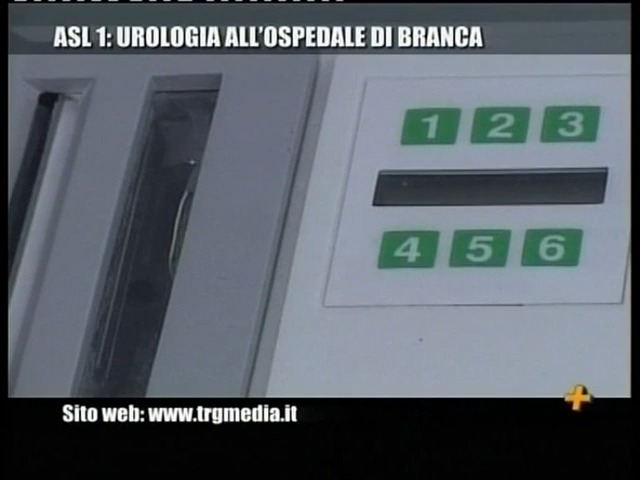 ASL 1: UROLOGIA ALL'OSPEDALE DI BRANCA
1 2 3
4 5 6
Sito web: www.trgmedia.it